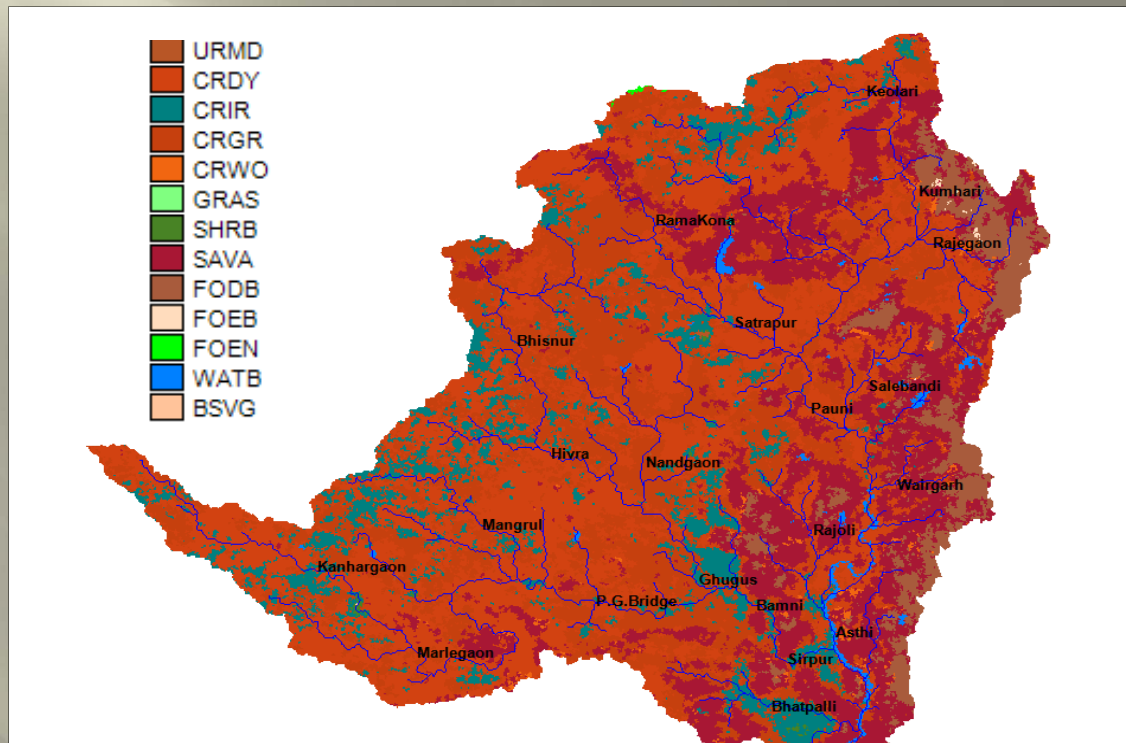 URMD
CRDY
CRIR
CRGR
CRWO
GRAS
SHRB
SAVA
FODB
FOEB
FOEN
WATB
BSVG
Keolari
Kumhari
RamaKona
Rajegaon
Satrapur
Bhisnur
Salebandi
Pauni
Hivra
Nandgaon
Wairgarh
Mangrul
Rajoli
Kanhargaon
Ghugus
P.G.Bridge
Bamni
Asthi
Marlegaon
Sirpur
Bhatpalli